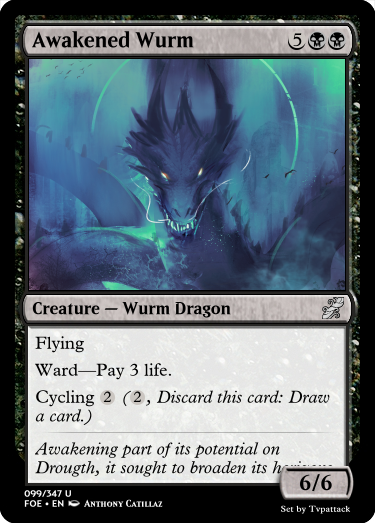 Awakened Wurm 5
Creature — Wurm Dragon
Flying
Ward—Pay 3 life.
Cycling 2 (2, Discard this card: Draw
a card.)
Awakening part of its potential on
Drougth, it sought to broaden its
6/6
099/347 U
FOE • EN Anthony Catillaz
Set by Tvpattack